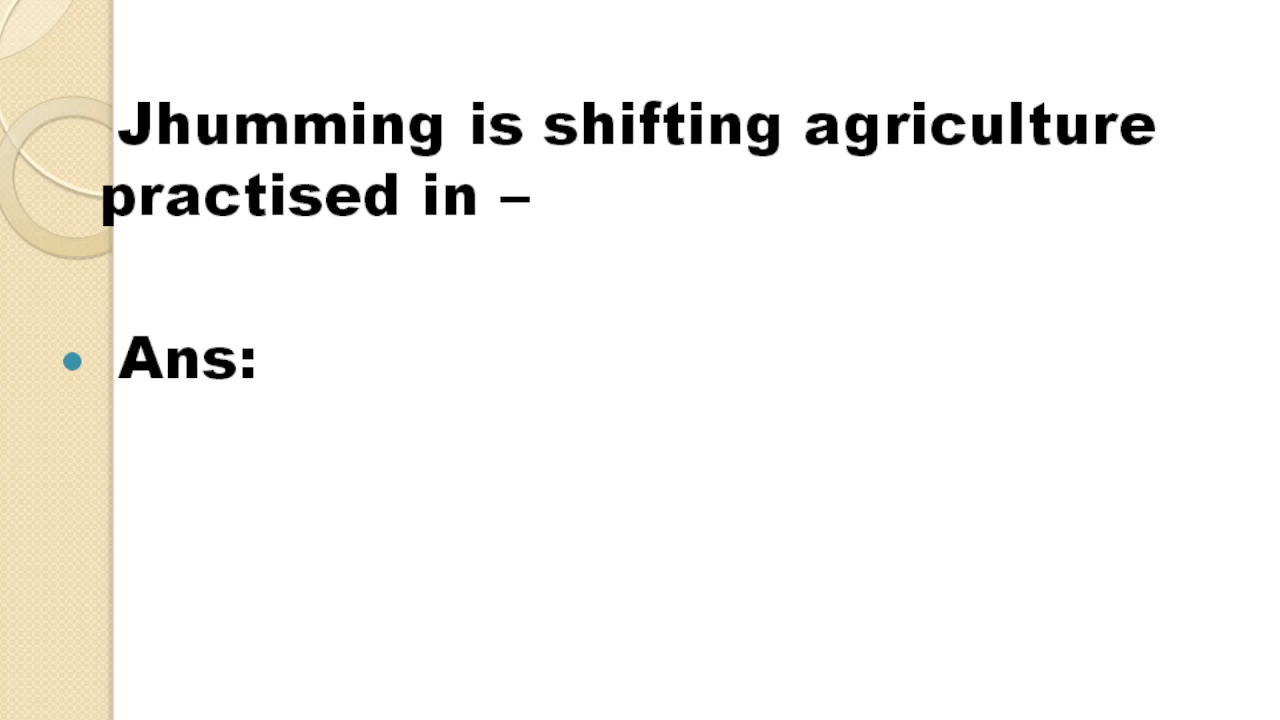 Jhumming is shifting agriculture
practised in –
• Ans: